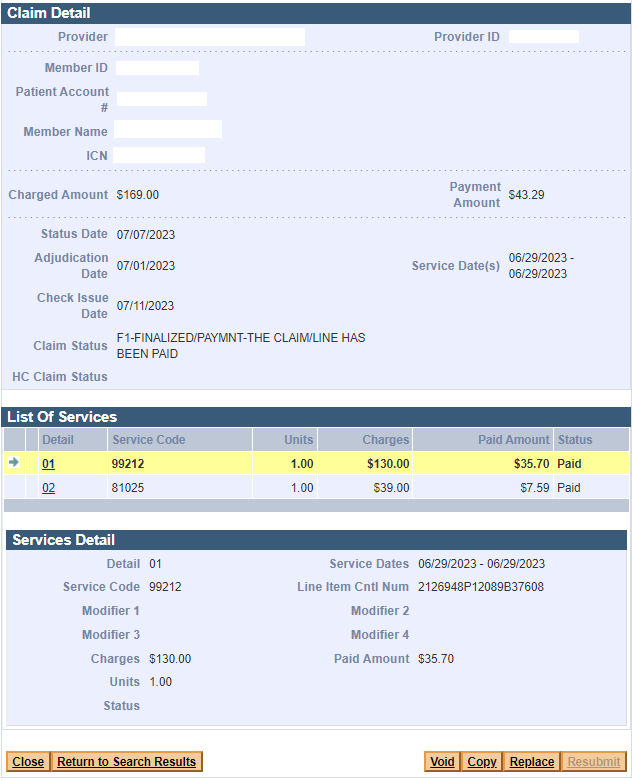 Claim Detail
Provider Provider ID
Member ID
Patient Account
#
Member Name
ICN
Charged Amount $169.00 Payment Amount $43.29
Status Date 07/07/2023
Adjudication Date 07/01/2023 Service Date(s) 06/29/2023 -
06/29/2023
Check Issue
Date 07/11/2023
Claim Status F1-FINALIZED/PAYMNT-THE CLAIM/LINE HAS
BEEN PAID
HC Claim Status
List Of Services
Detail Service Code Units Charges Paid Amount Status
01 99212 1.00 $130.00 $35.70 Paid
02 81025 1.00 $39.00 $7.59 Paid
Services Detail
Detail 01 Service Dates 06/29/2023 - 06/29/2023
Service Code 99212 Line Item Cntl Num 2126948P12089B37608
Modifier 1 Modifier 2
Modifier 3 Modifier 4
Charges $130.00 Paid Amount $35.70
Units 1.00
Status
Close Return to Search Results Void Copy Replace Resubmit